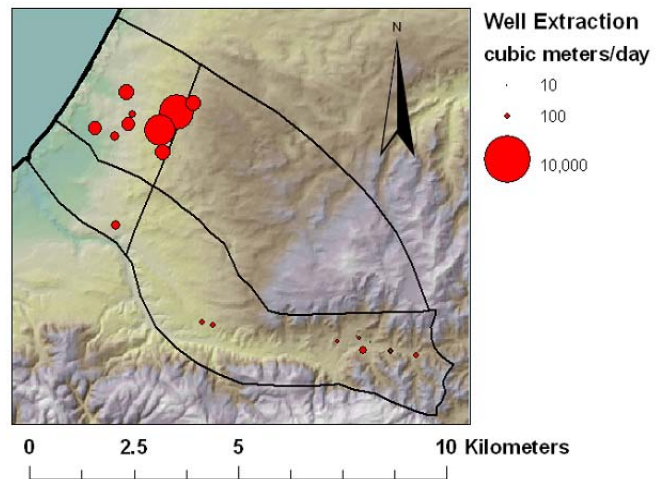 Well Extraction
cubic meters/day
N
10
100
10,000
0 2.5 5 10 Kilometers